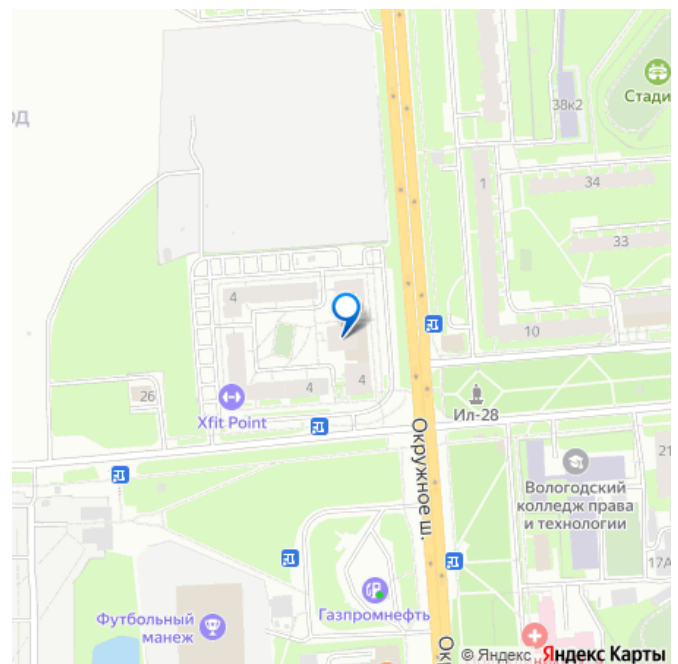 38к2
Стади
1
34
33
10
4
4
4
26
Xfit Point
Ил-28
Окружное ш.
Вологодский
колледж права
и технологии
21
17А
Газпромнефть
Футбольный
манеж
Ок
© Яндекс
Яндекс Карты